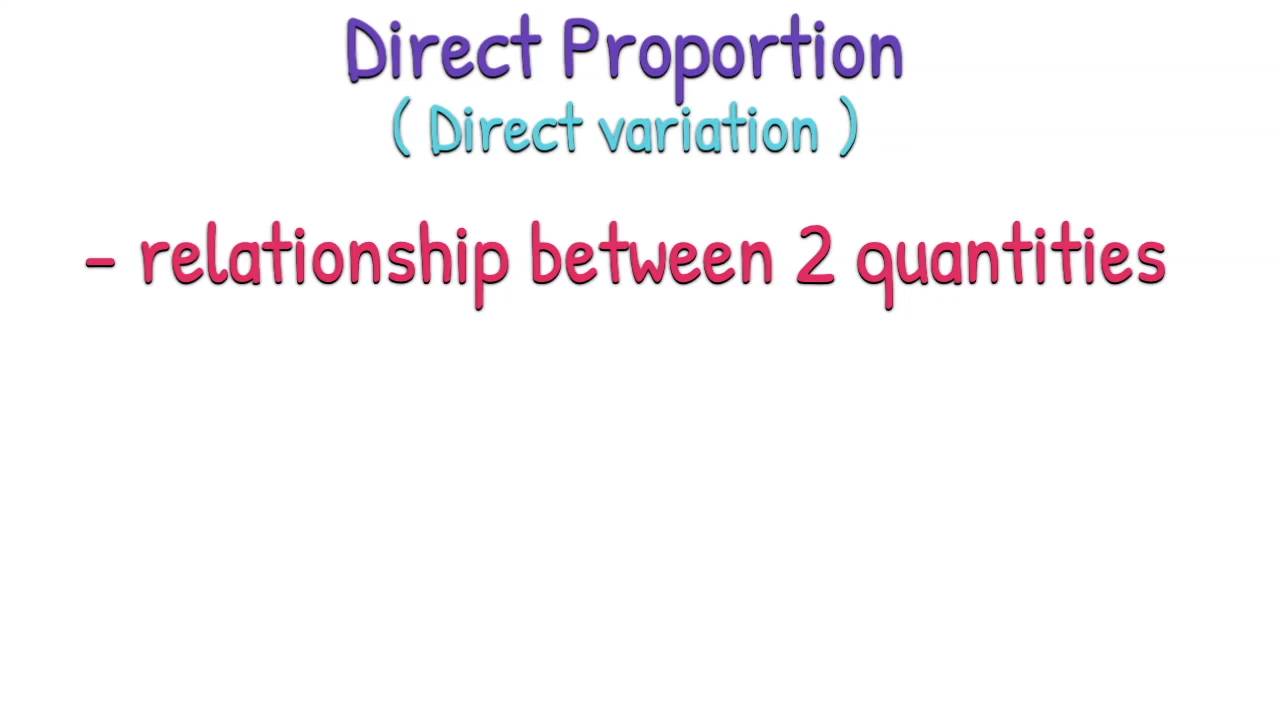 Direct Proportion
( Direct variation )
- relationship between 2 quantities